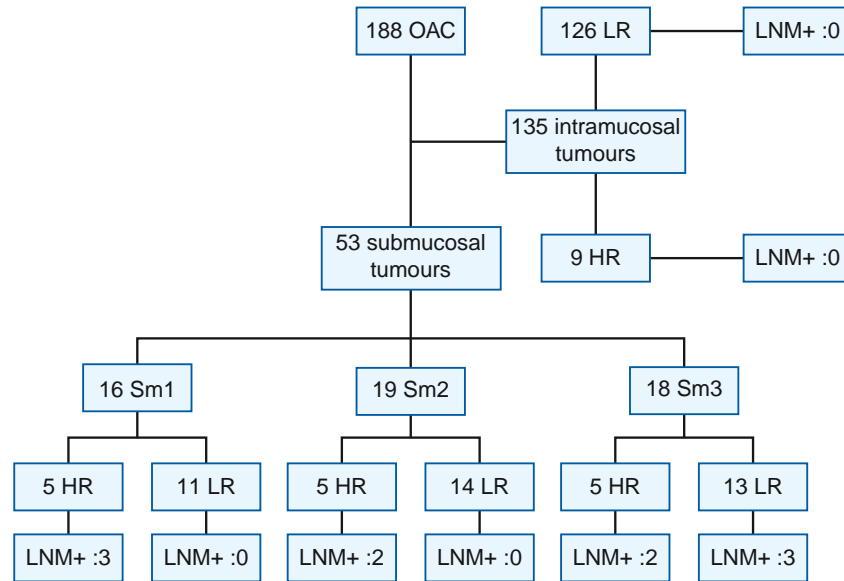 188 OAC
126 LR
LNM+ :0
135 intramucosal
tumours
53 submucosal
tumours
9 HR
LNM+ :0
16 Sm1
19 Sm2
18 Sm3
5 HR
11 LR
5 HR
14 LR
5 HR
13 LR
LNM+ :3
LNM+ :0
LNM+ :2
LNM+ :0
LNM+ :2
LNM+ :3